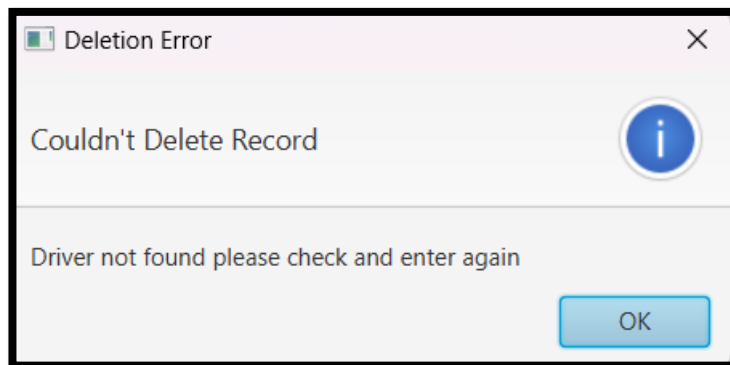 Deletion Error
Couldn't Delete Record
Driver not found please check and enter again
OK